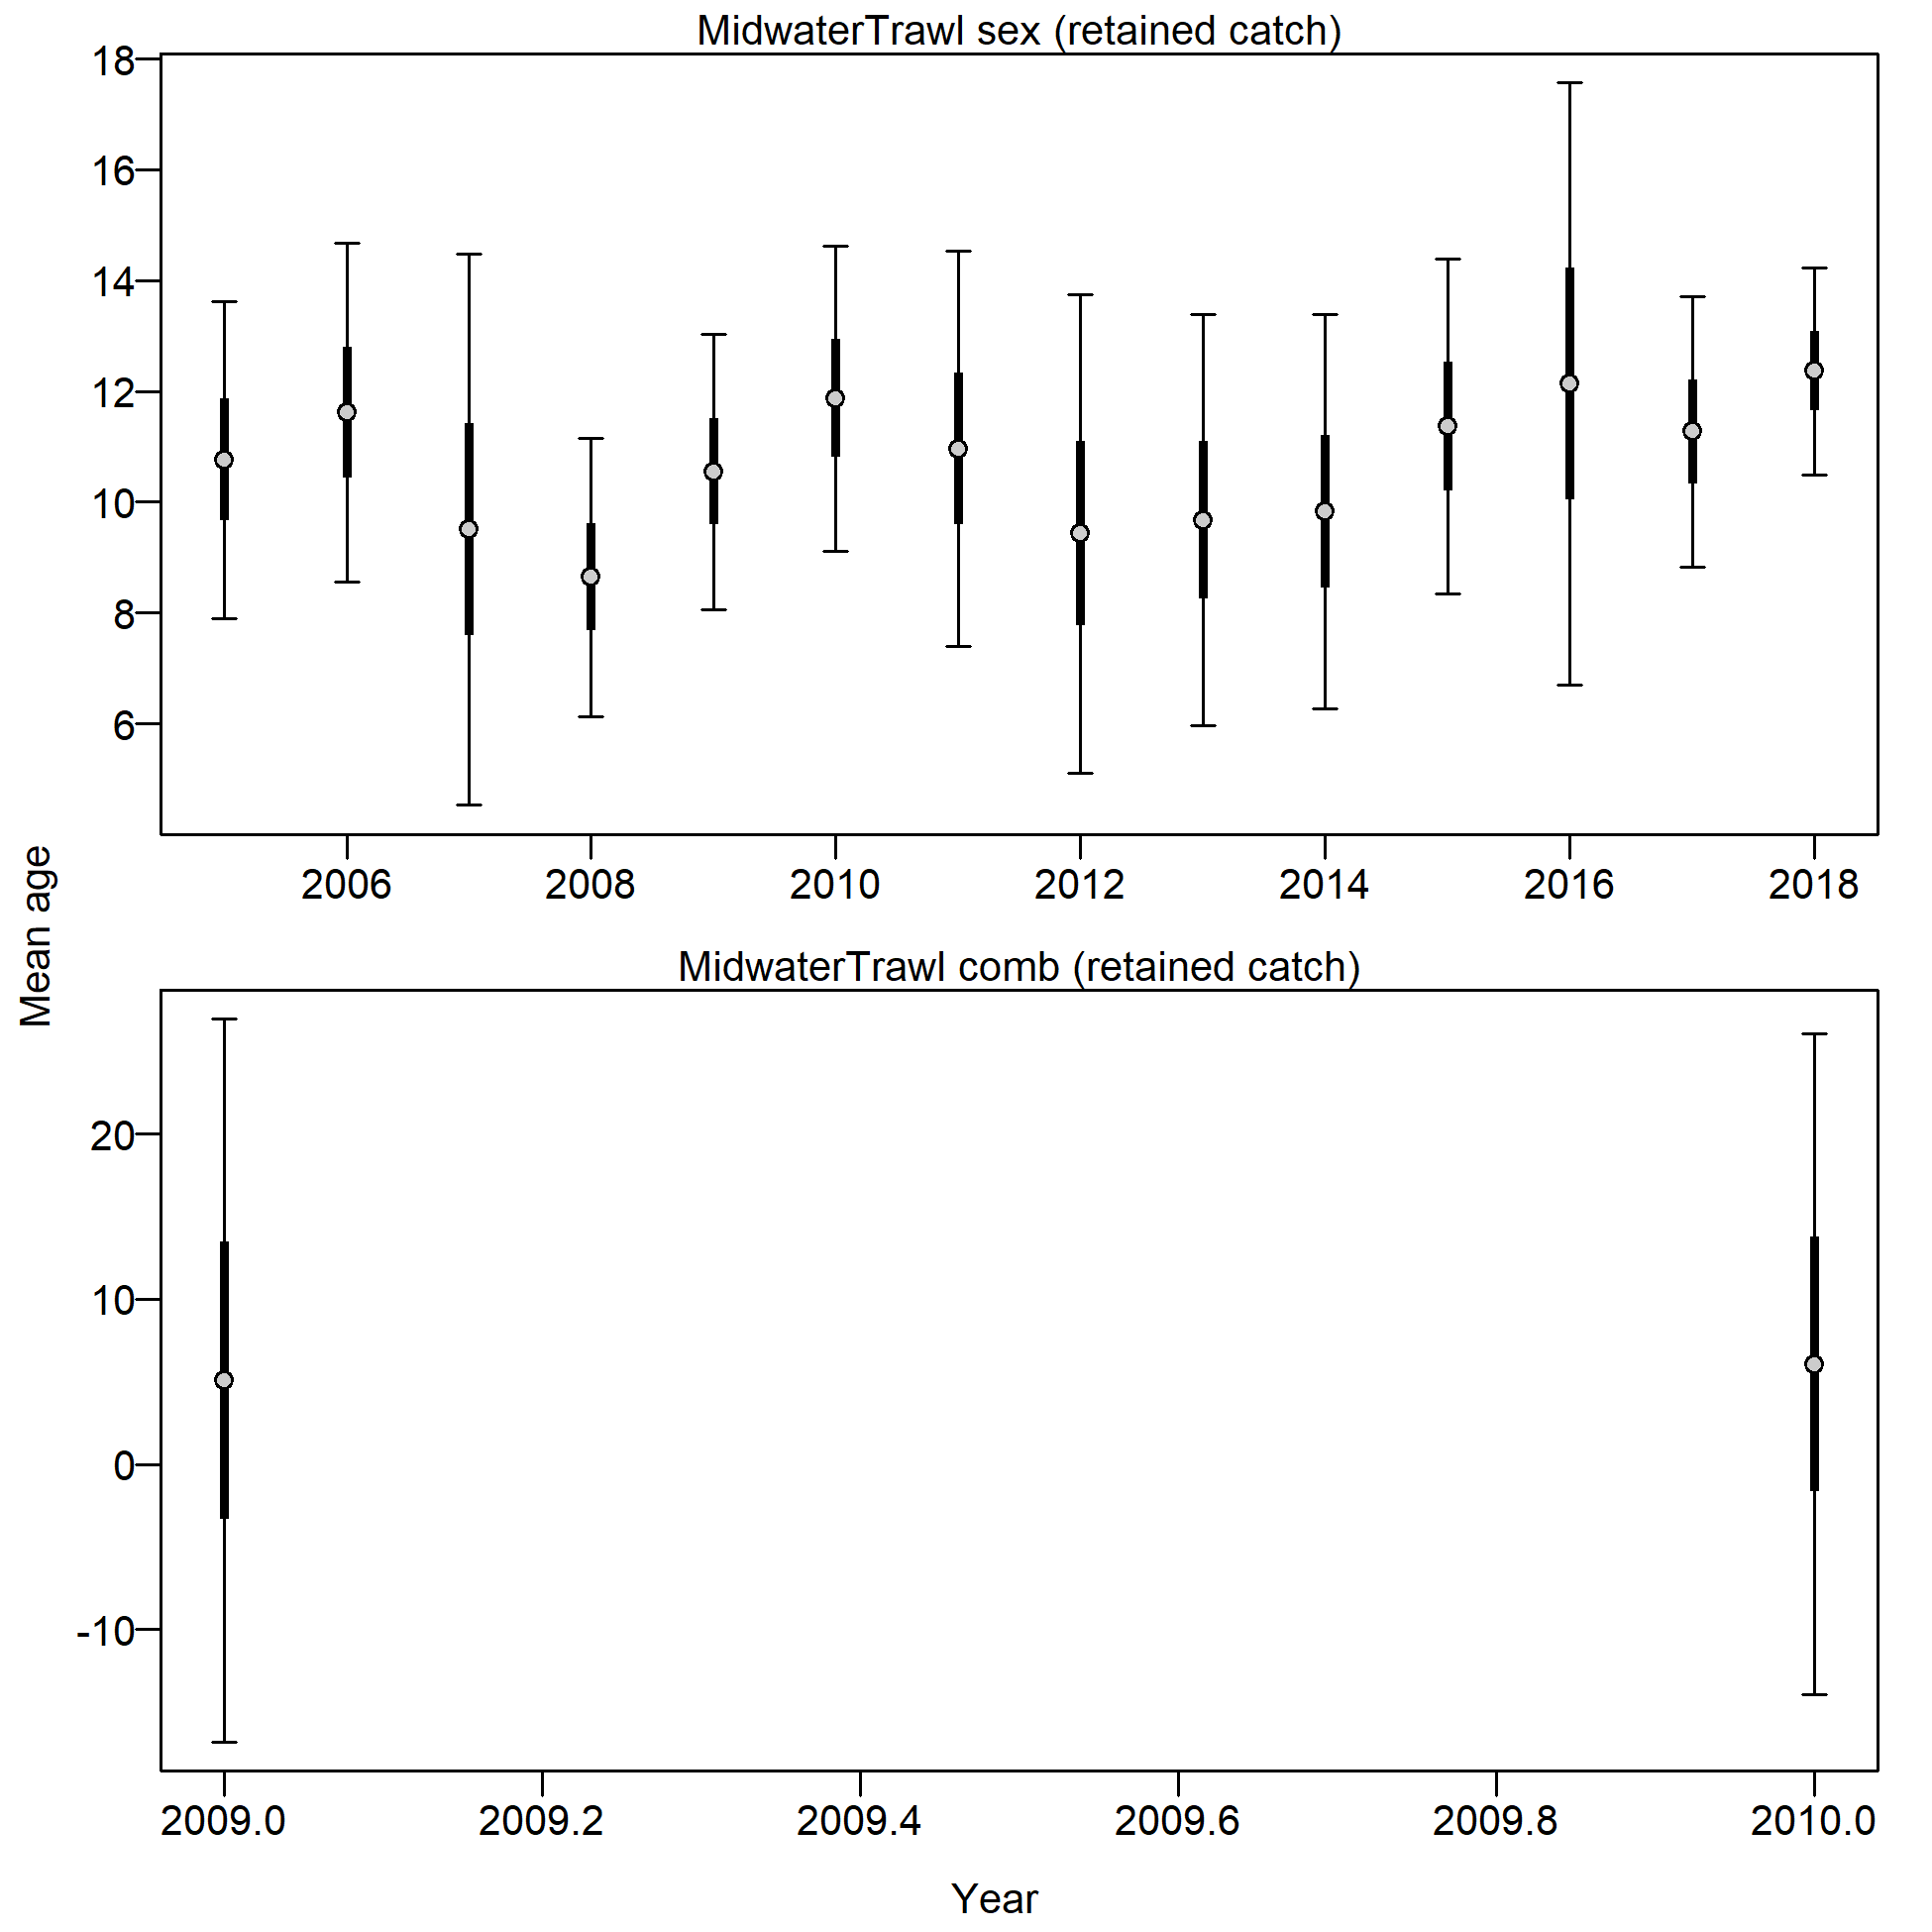 MidwaterTrawl sex (retained catch)
18
16
14
12
10
8
6
2006 2008 2010 2012 2014 2016 2018
Mean age
MidwaterTrawl comb (retained catch)
20
10
0
-10
2009.0 2009.2 2009.4 2009.6 2009.8 2010.0
Year